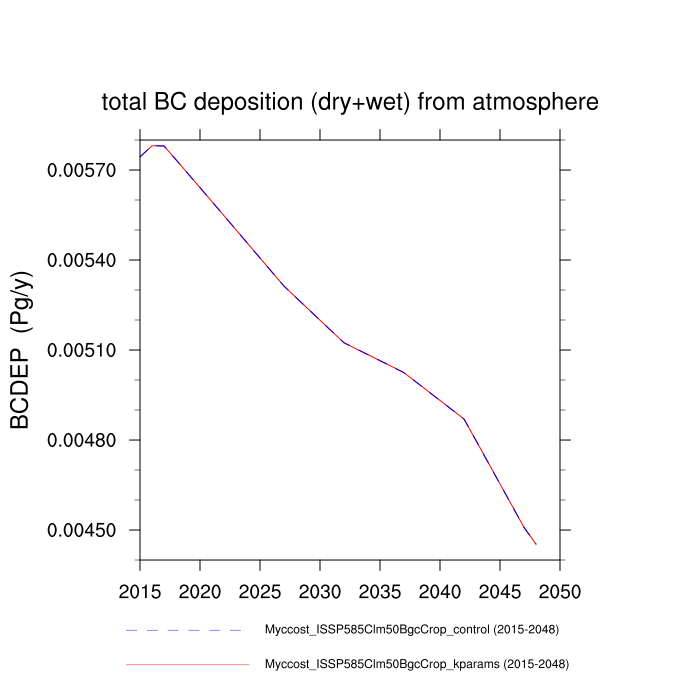 total BC deposition (dry+wet) from atmosphere
BCDEP (Pg/y)
0.00570
0.00540
0.00510
0.00480
0.00450
2015 2020 2025 2030 2035 2040 2045 2050
Myccost_ISSP585Clm50BgcCrop_control (2015-2048)
Myccost_ISSP585Clm50BgcCrop_kparams (2015-2048)